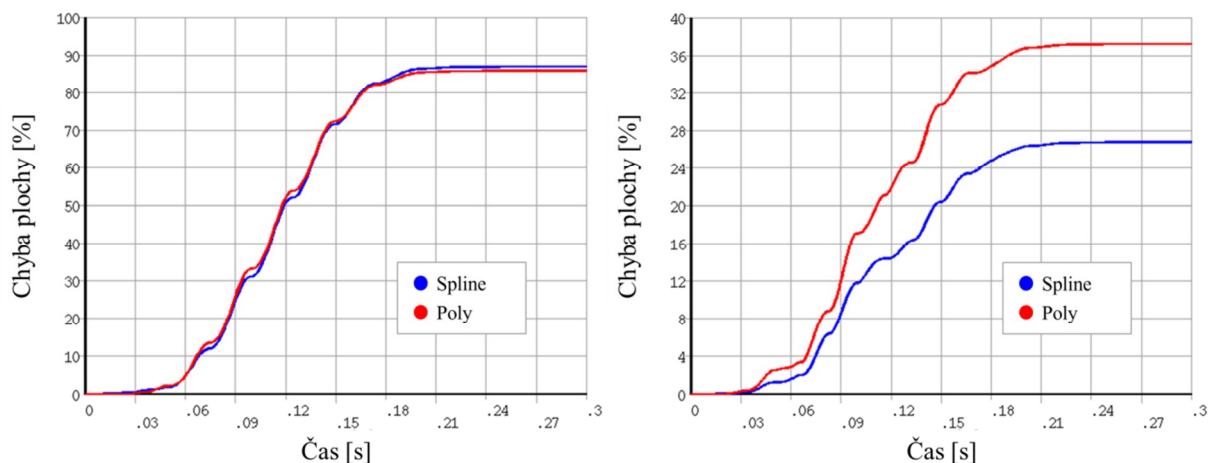 100
90
80
70
60
50
40
30
20
10
0
Chyba plochy [%]
Spline
Poly
0 .06 .12 .18 .24 .3
.03 .09 .15 .21 .27
Čas [s]
40
36
32
28
24
20
16
12
8
4
0
Chyba plochy [%]
Spline
Poly
0 .06 .12 .18 .24 .3
.03 .09 .15 .21 .27
Čas [s]